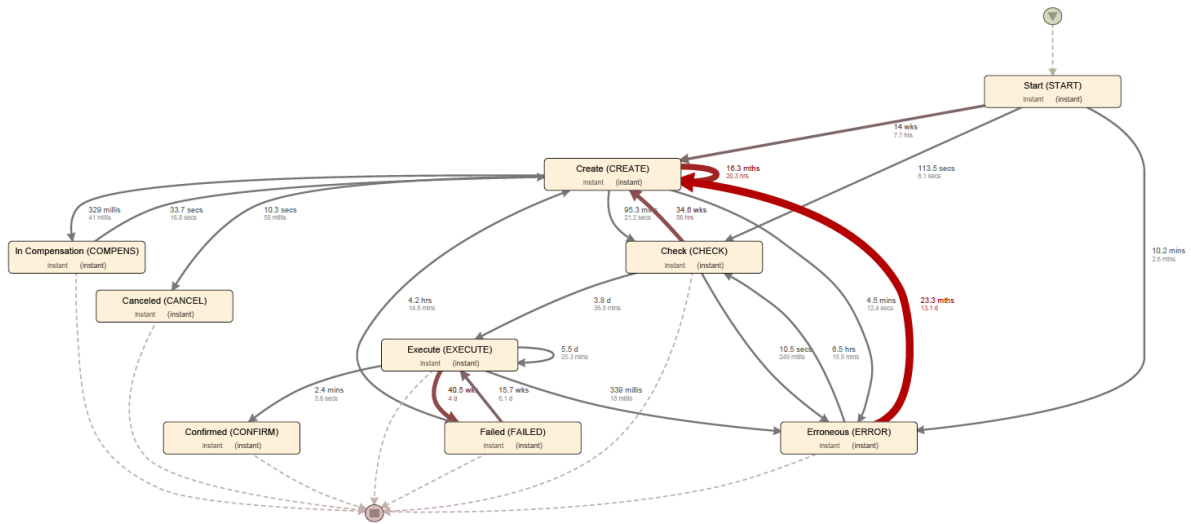 Start (START)
instant (instant)
14 wks
7.7 hrs
Create (CREATE)
instant (instant)
16.3 mths
20.3 hrs
113.5 secs
8.1 secs
329 millis
41 millis
33.7 secs
16.8 secs
10.3 secs
56 millis
21.2 secs
34.6 wks
55 hrs
In Compensation (COMPENS)
instant (instant)
Check (CHECK)
instant (instant)
10.2 mins
2.6 mins
Canceled (CANCEL)
instant (instant)
4.2 hrs
14.8 mins
3.8 d
36.5 mins
4.5 mins
12.4 secs
23.3 mths
13.1 d
Execute (EXECUTE)
instant (instant)
5.5 d
25.3 mins
10.5 secs
249 millis
6.5 hrs
15.5 mins
2.4 mins
5.6 secs
40.5 wks
4 d
15.7 wks
6.1 d
339 millis
18 millis
Confirmed (CONFIRM)
instant (instant)
Failed (FAILED)
instant (instant)
Erroneous (ERROR)
instant (instant)